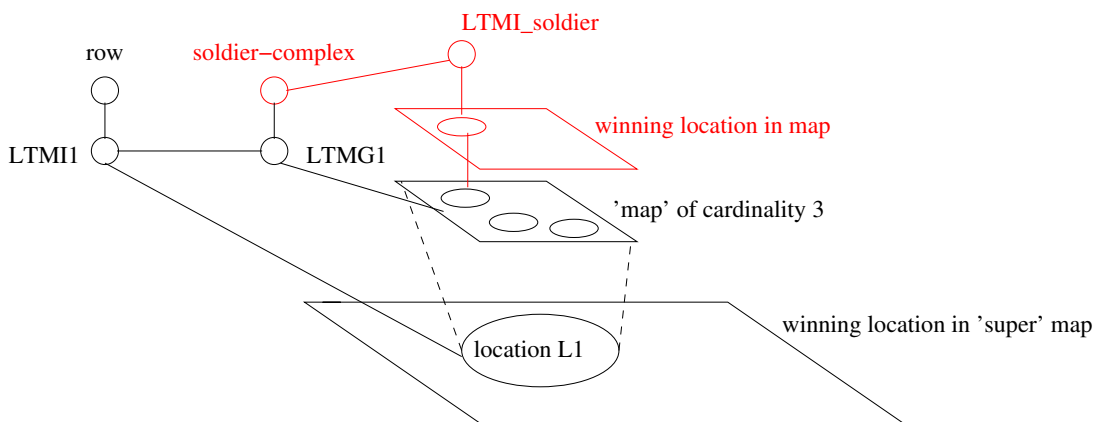 LTMI_soldier
row
soldier−complex
winning location in map
LTMI1
LTMG1
’map’ of cardinality 3
winning location in ’super’ map
location L1